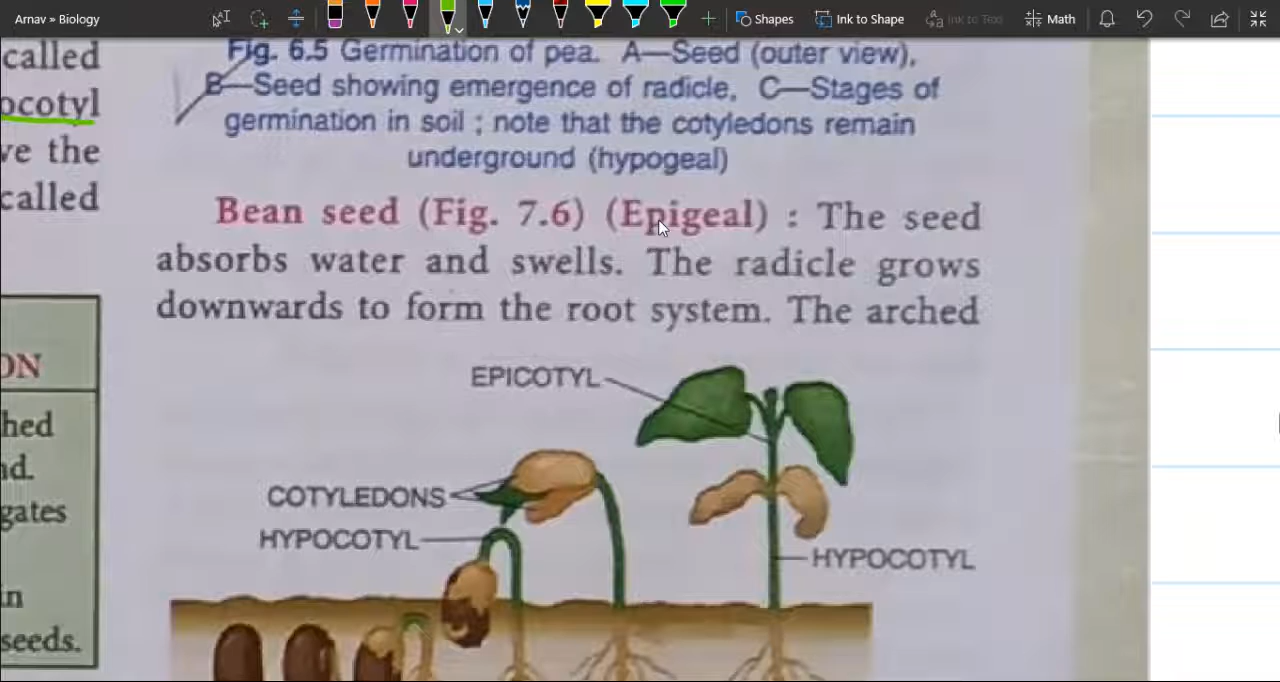 Arnav » Biology
Shapes
Ink to Shape
Ink to Text
Math
called
ocotyl
ve the
called
ON
hed
nd.
gates
in
seeds.
Fig. 6.5 Germination of pea. A—Seed (outer view),
B—Seed showing emergence of radicle, C—Stages of
germination in soil ; note that the cotyledons remain
underground (hypogeal)
Bean seed (Fig. 7.6) (Epigeal) : The seed
absorbs water and swells. The radicle grows
downwards to form the root system. The arched
EPICOTYL
COTYLEDONS
HYPOCOTYL
HYPOCOTYL